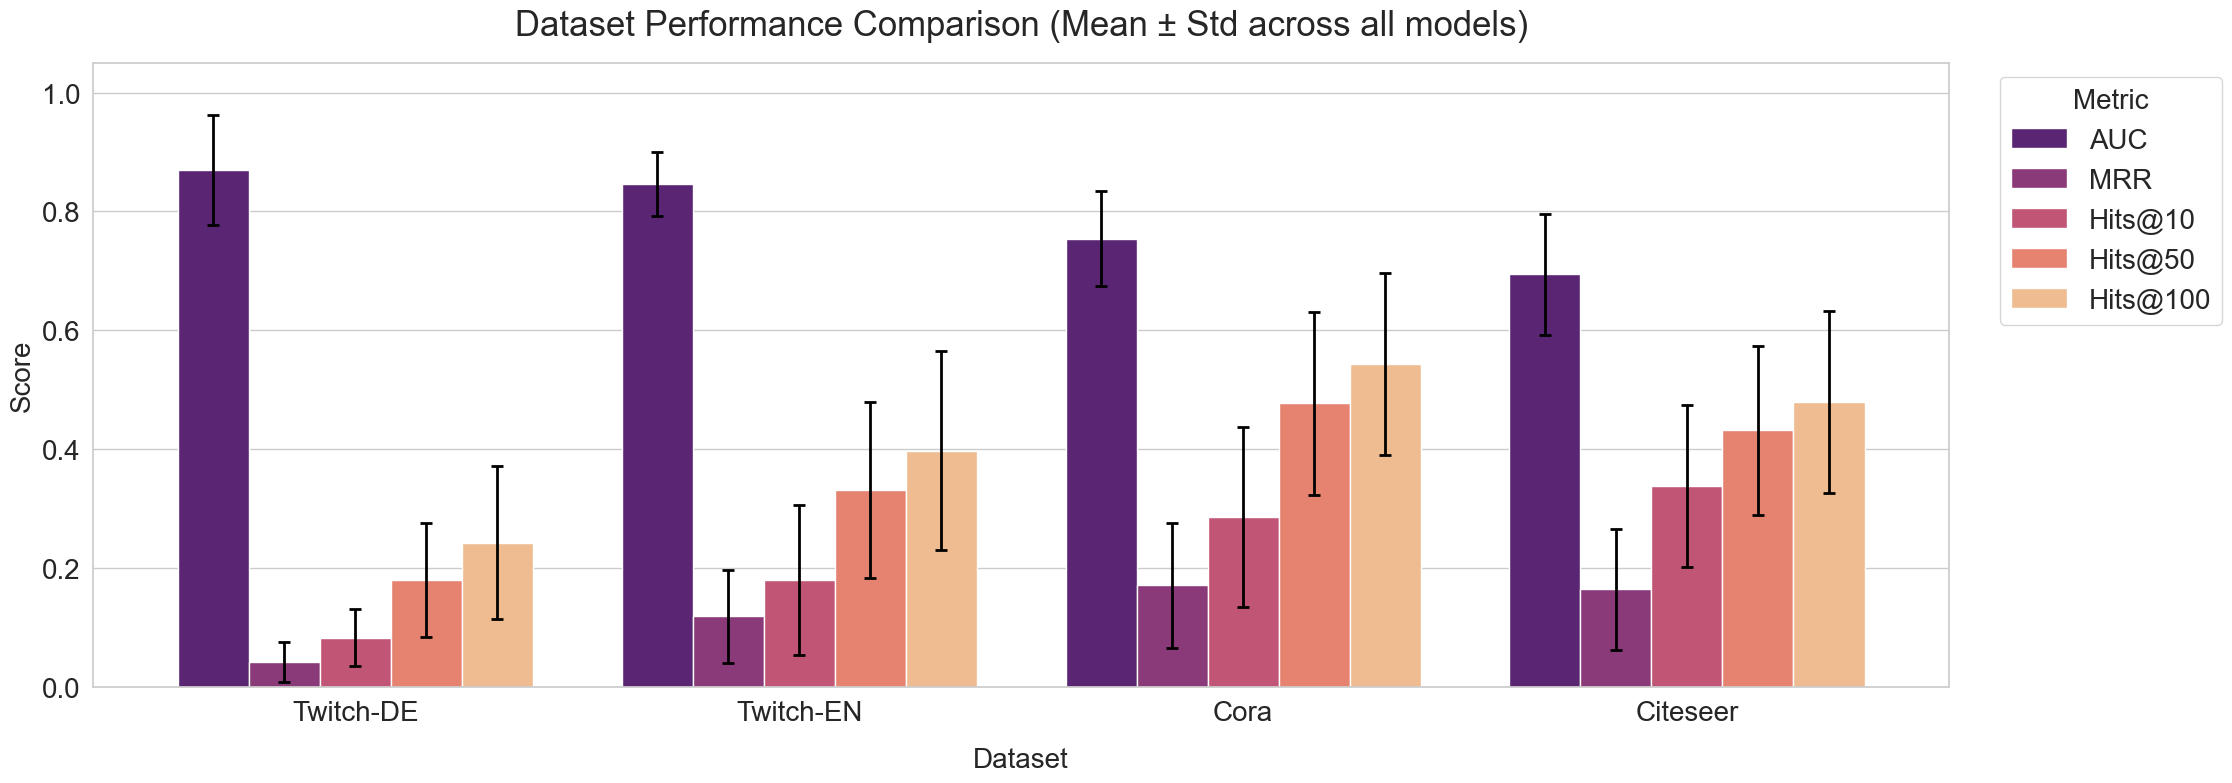 Dataset Performance Comparison (Mean ± Std across all models)
1.0
0.8
0.6
0.4
0.2
0.0
Score
Twitch-DE
Twitch-EN
Cora
Citeseer
Dataset
Metric
AUC
MRR
Hits@10
Hits@50
Hits@100